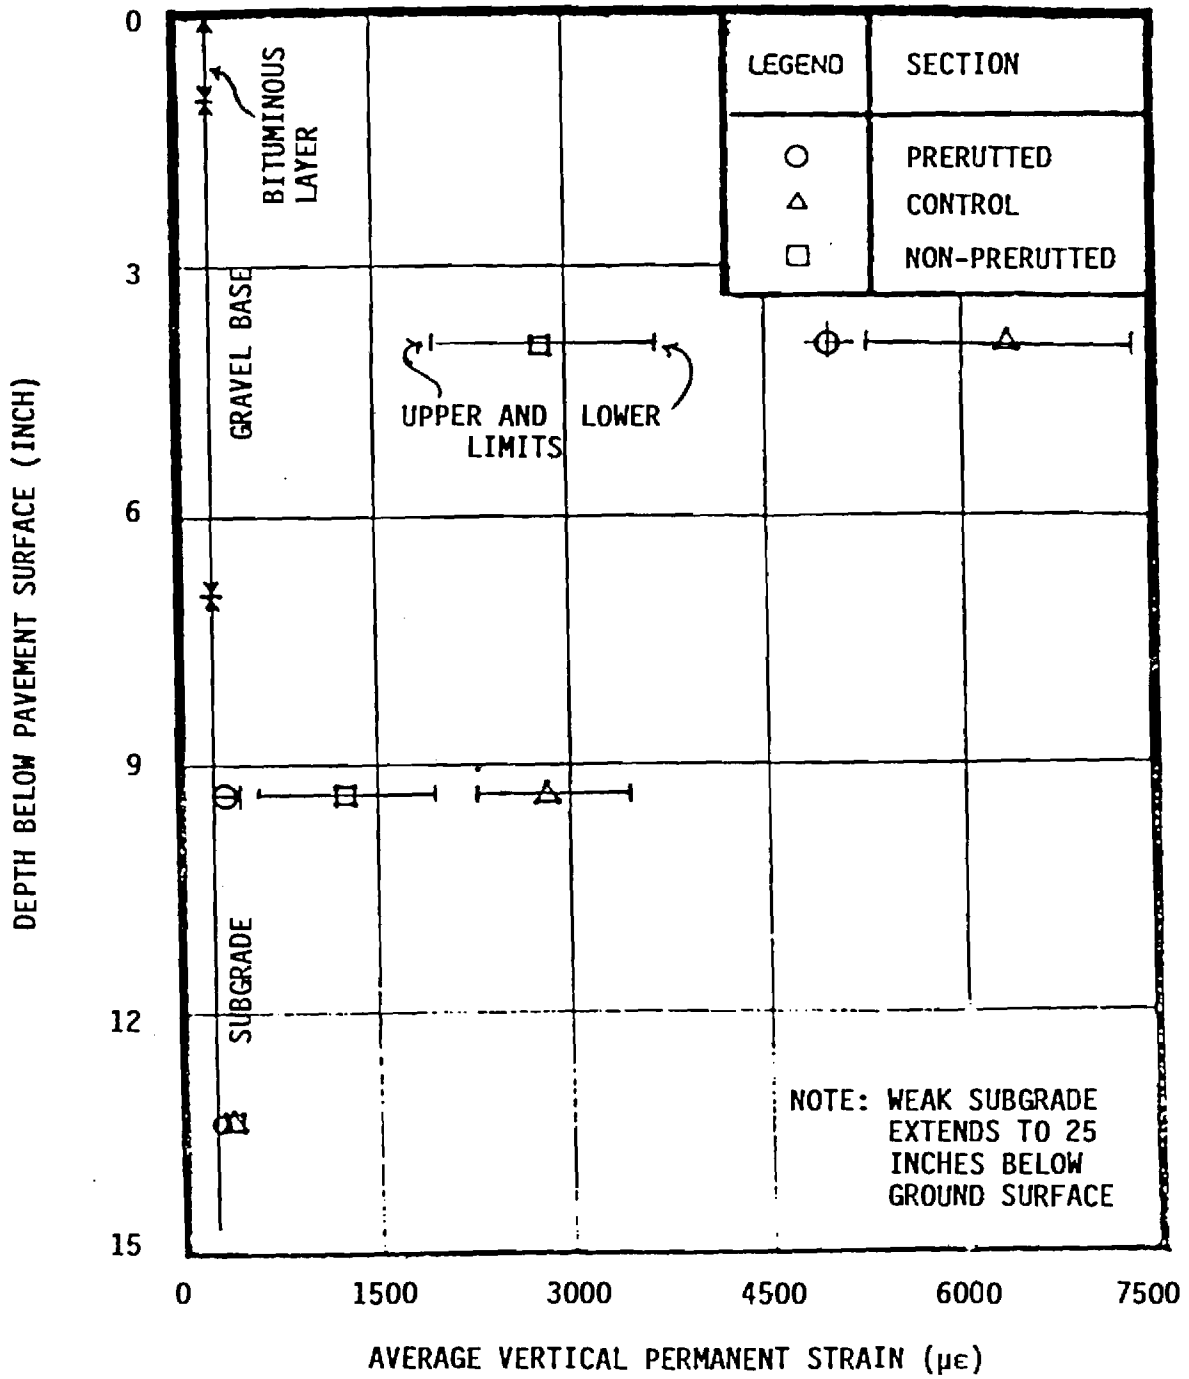 0
3
6
9
12
15
DEPTH BELOW PAVEMENT SURFACE (INCH)
BITUMINOUS
LAYER
GRAVEL BASE
SUBGRADE
LEGEND SECTION
PRERUTTED
CONTROL
NON-PRERUTTED
UPPER AND LOWER
LIMITS
NOTE: WEAK SUBGRADE
EXTENDS TO 25
INCHES BELOW
GROUND SURFACE
0 1500 3000 4500 6000 7500
AVERAGE VERTICAL PERMANENT STRAIN (με)